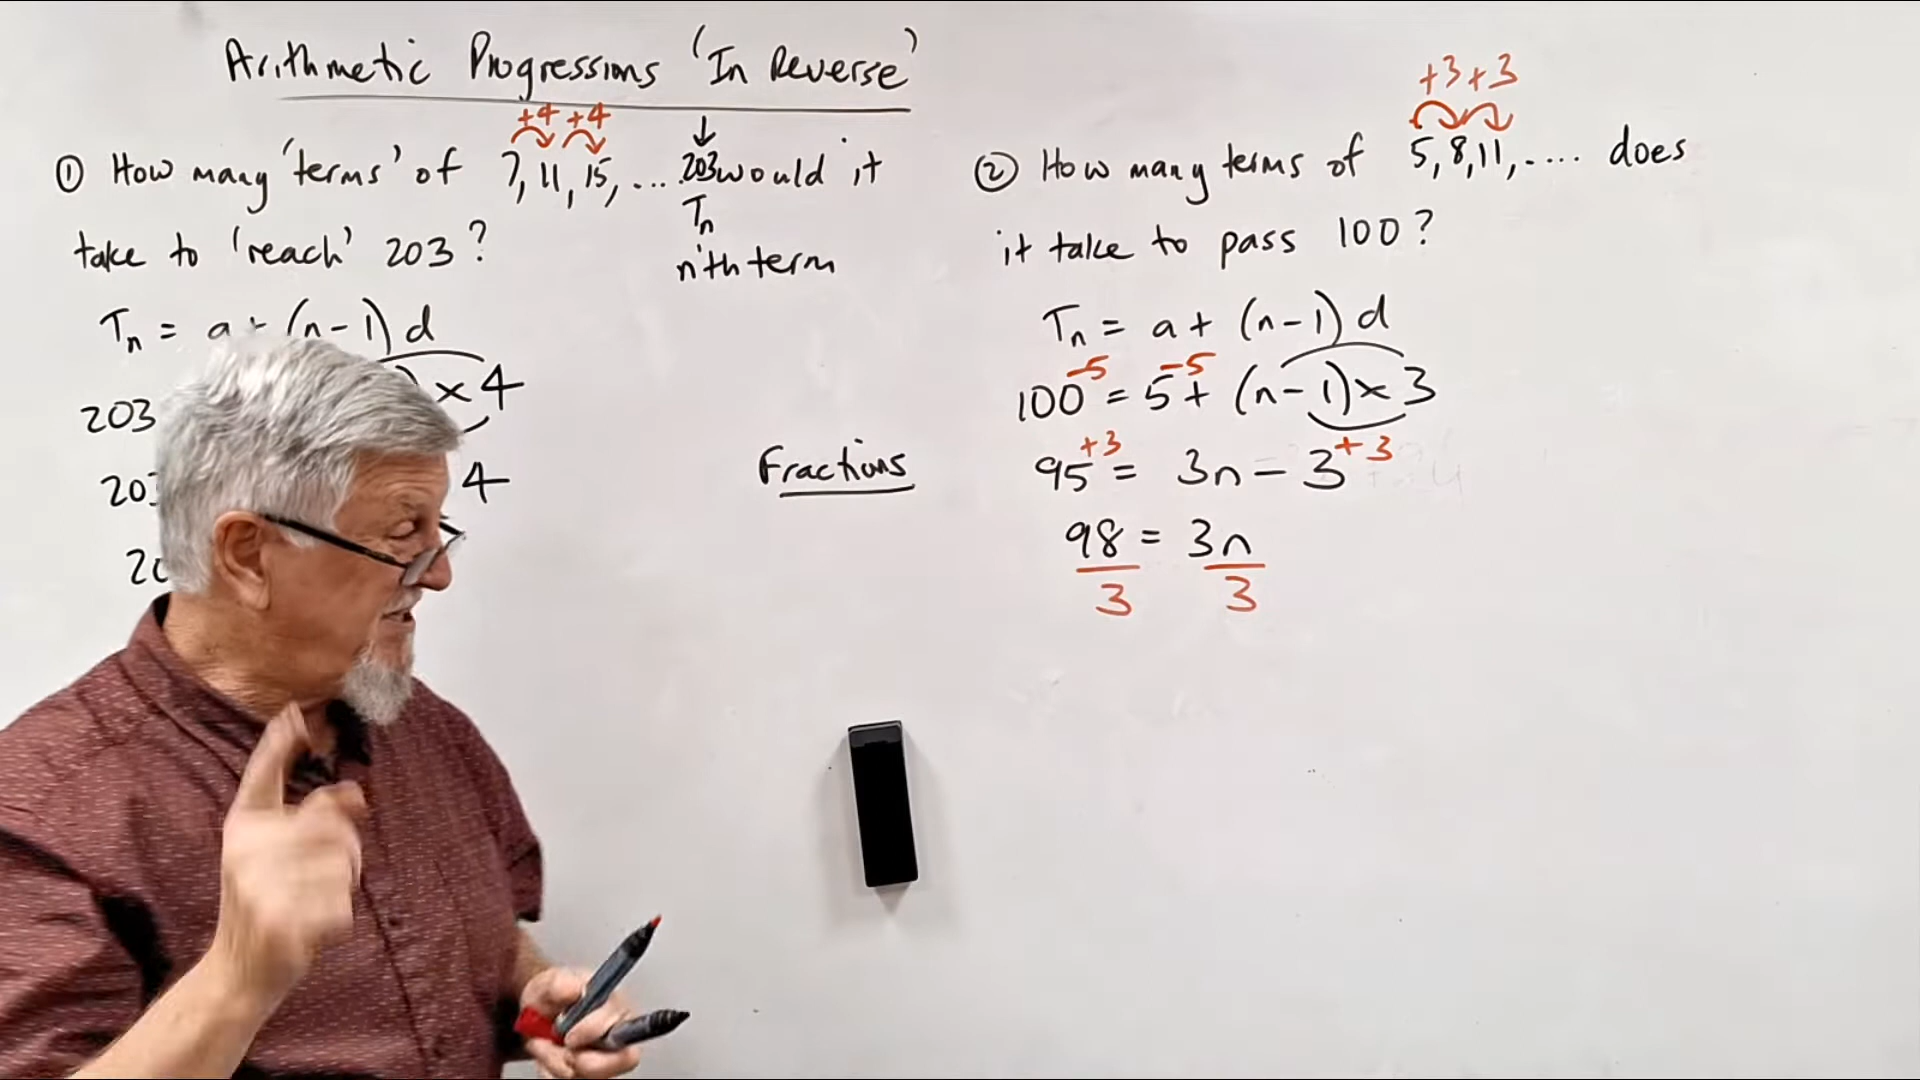 Arithmetic Progressions 'In Reverse'
+4 +4
① How many 'terms' of 7, 11, 15, .... 203 would it
Tn
take to 'reach' 203?
n'th term
Tn = a + (n-1) d
203 ) x 4
203 4
20
Fractions
+3 +3
② How many terms of 5, 8, 11, ..... does
it take to pass 100?
Tn = a + (n-1) d
-5 -5
100 = 5 + (n-1) x 3
+3 +3
95 = 3n - 3
98 = 3n
3 3